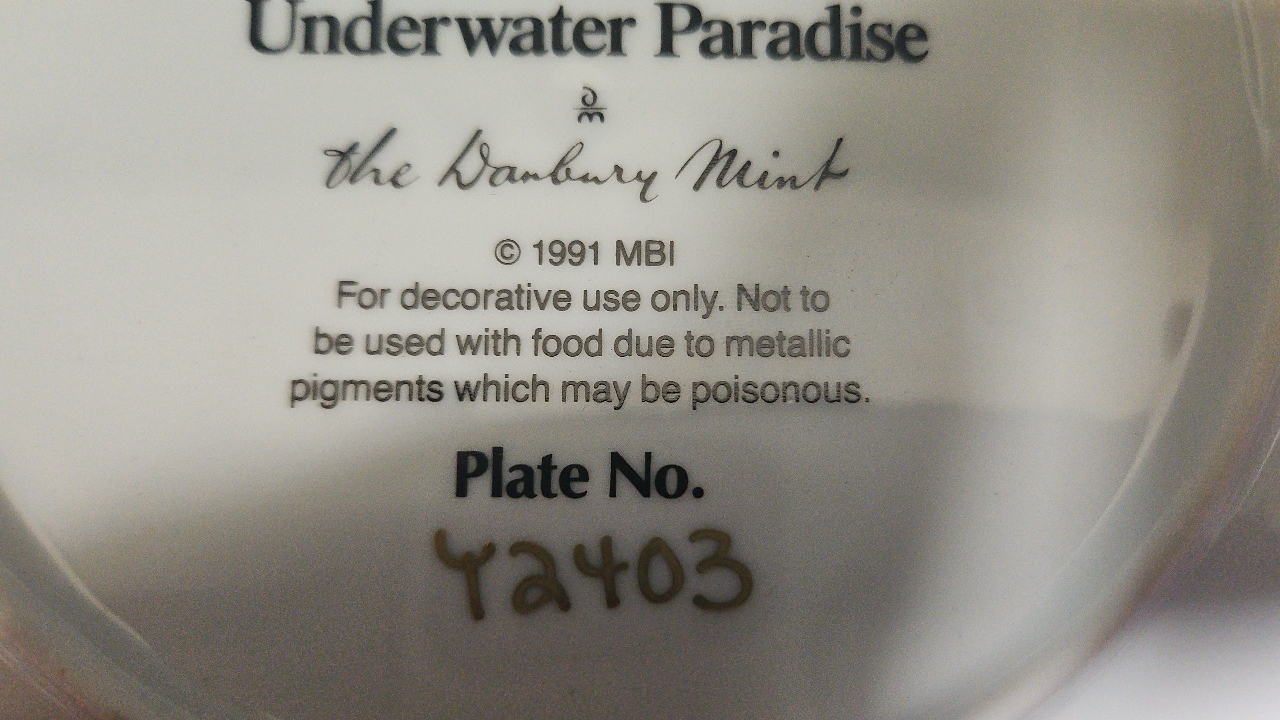 Underwater Paradise
the Danbury Mint
© 1991 MBI
For decorative use only. Not to
be used with food due to metallic
pigments which may be poisonous.
Plate No.
Y2403